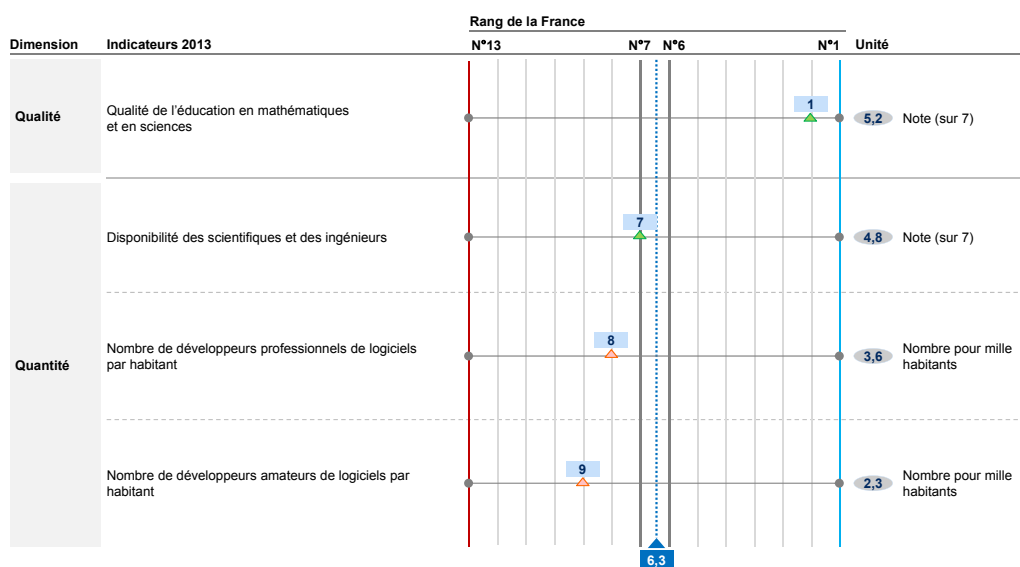 Rang de la France
Dimension Indicateurs 2013 N°13 N°7 N°6 N°1 Unité
Qualité
Qualité de l'éducation en mathématiques
et en sciences
1
5,2
Note (sur 7)
Quantité
Disponibilité des scientifiques et des ingénieurs
7
4,8
Note (sur 7)
Nombre de développeurs professionnels de logiciels
par habitant
8
3,6
Nombre pour mille
habitants
Nombre de développeurs amateurs de logiciels par
habitant
9
2,3
Nombre pour mille
habitants
6,3